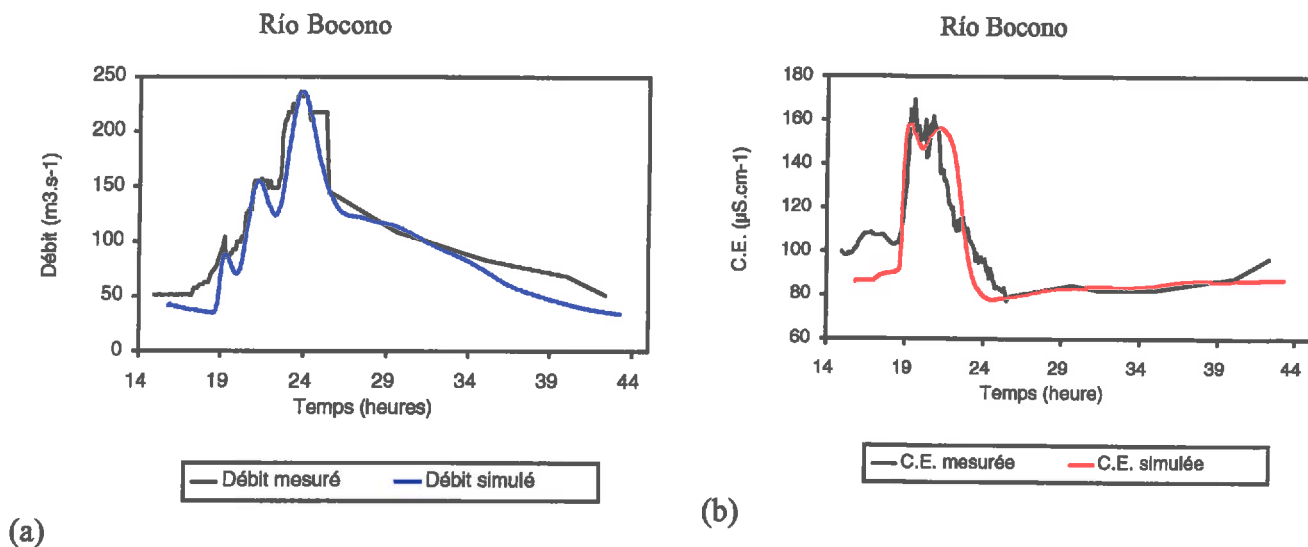 Río Bocono
250
200
150
100
50
0
Débit (m3.s-1)
14 19 24 29 34 39 44
Temps (heures)
Débit mesuré Débit simulé
(a)
Río Bocono
180
160
140
120
100
80
60
C.E. (µS.cm-1)
14 19 24 29 34 39 44
Temps (heure)
C.E. mesurée C.E. simulée
(b)